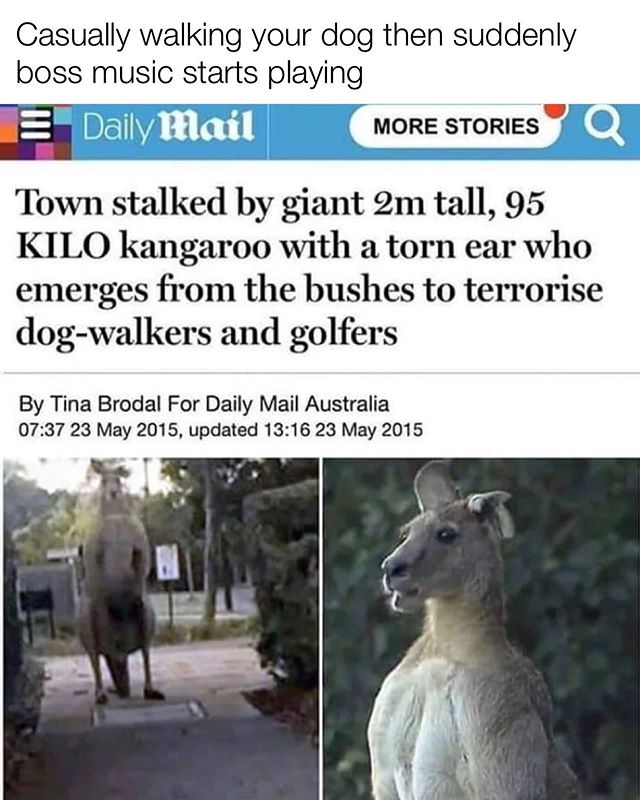 Casually walking your dog then suddenly
boss music starts playing
Daily Mail
MORE STORIES
Town stalked by giant 2m tall, 95
KILO kangaroo with a torn ear who
emerges from the bushes to terrorise
dog-walkers and golfers
By Tina Brodal For Daily Mail Australia
07:37 23 May 2015, updated 13:16 23 May 2015